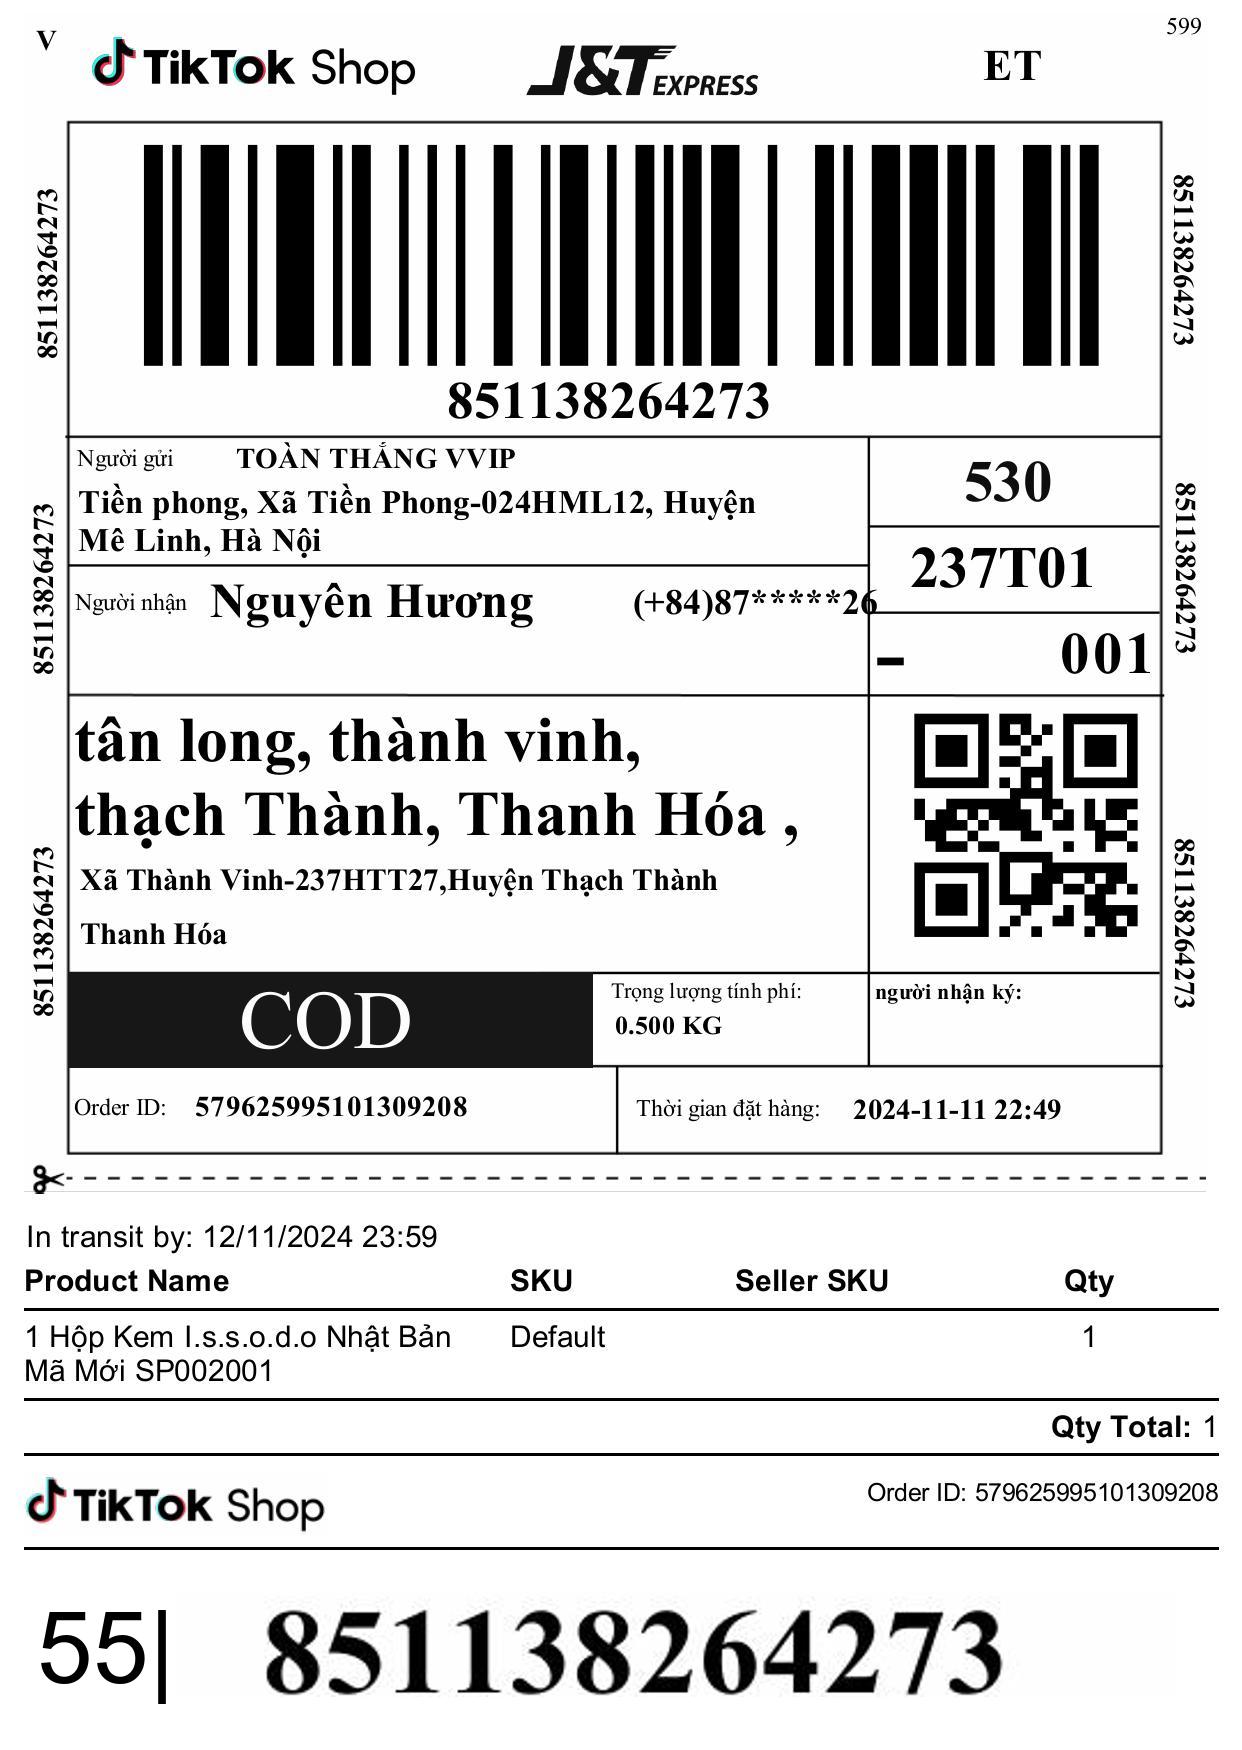 599
V
TikTok Shop
J&T EXPRESS
ET
851138264273
851138264273
851138264273
Người gửi TOÀN THẮNG VVIP
Tiền phong, Xã Tiền Phong-024HML12, Huyện
Mê Linh, Hà Nội
530
237T01
- 001
851138264273
851138264273
Người nhận Nguyên Hương (+84)87*****26
tân long, thành vinh,
thạch Thành, Thanh Hóa ,
Xã Thành Vinh-237HTT27,Huyện Thạch Thành
Thanh Hóa
851138264273
851138264273
COD
Trọng lượng tính phí:
0.500 KG
người nhận ký:
Order ID: 579625995101309208
Thời gian đặt hàng: 2024-11-11 22:49
In transit by: 12/11/2024 23:59
Product Name SKU Seller SKU Qty
1 Hộp Kem I.s.s.o.d.o Nhật Bản Default 1
Mã Mới SP002001
Qty Total: 1
TikTok Shop
Order ID: 579625995101309208
55| 851138264273